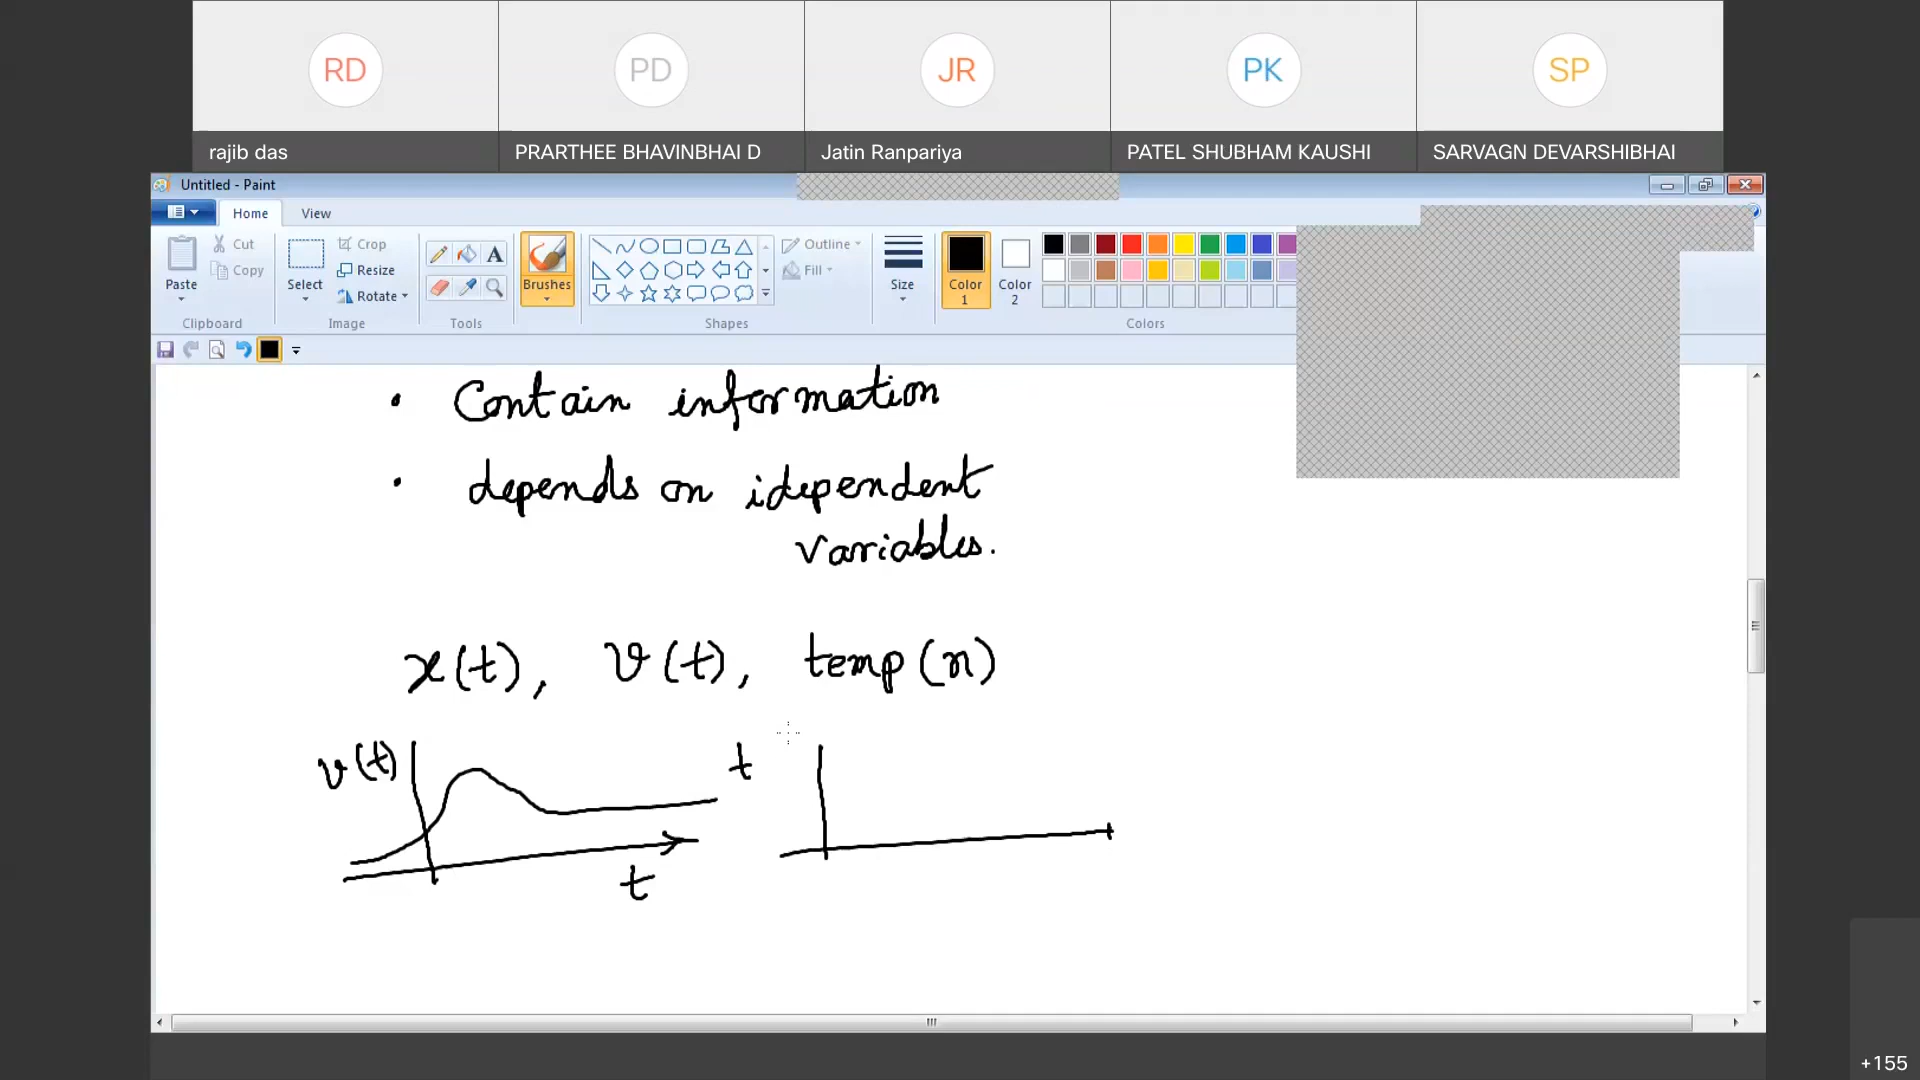 RD
PD
JR
PK
SP
rajib das
PRARTHEE BHAVINBHAI D
Jatin Ranpariya
PATEL SHUBHAM KAUSHI
SARVAGN DEVARSHIBHAI
Untitled - Paint
Home View
Paste
Cut
Copy
Clipboard
Select
Crop
Resize
Rotate
Image
A
Tools
Brushes
Outline
Fill
Shapes
Size
Color 1
Color 2
Colors
• Contain information
• depends on idependent
variables.
x(t), v(t), temp(n)
v(t)
t
t
+155